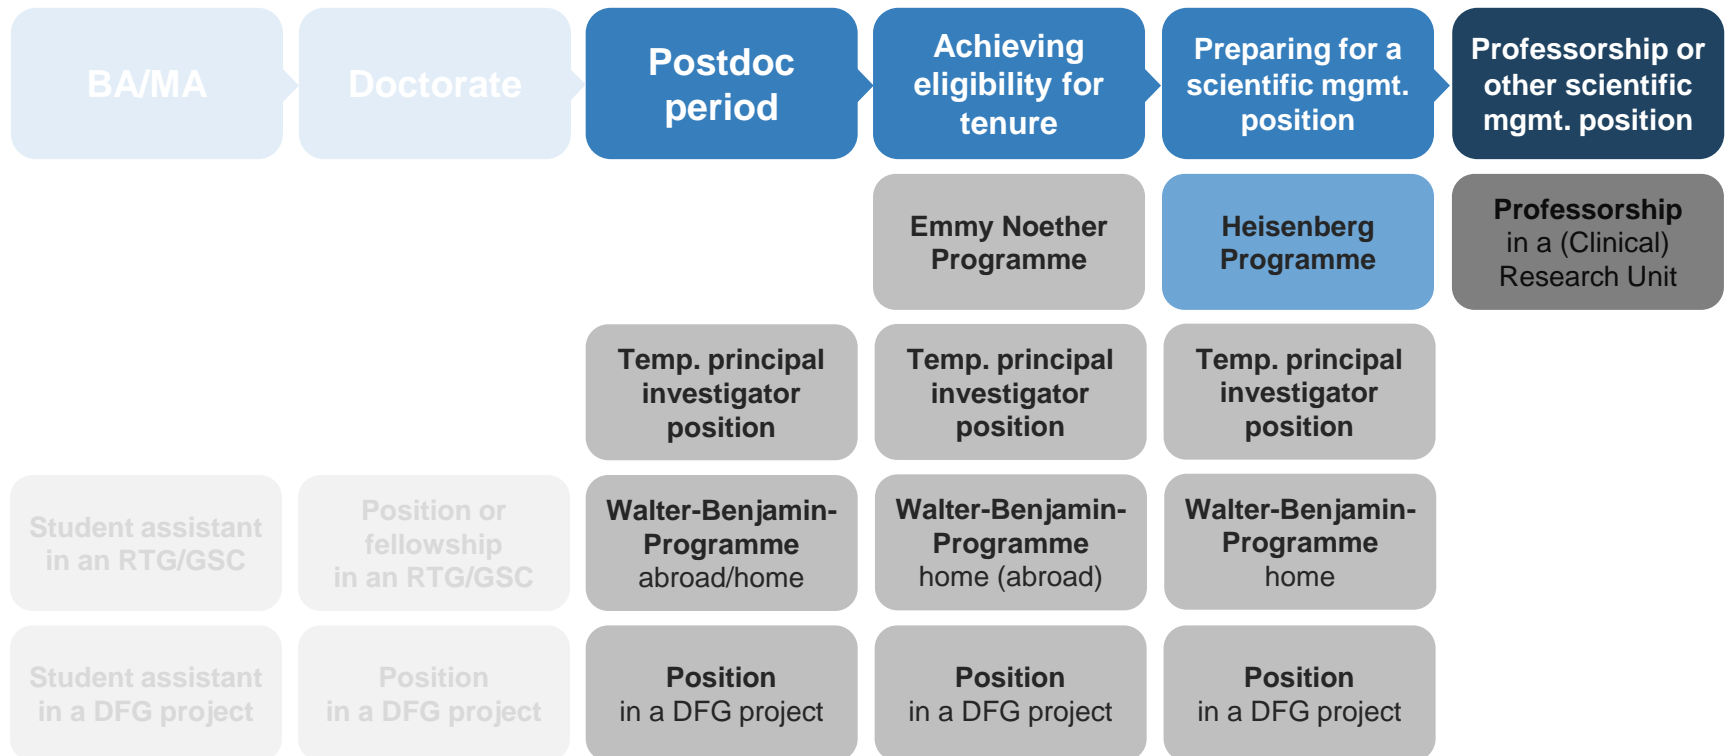 BA/MA
Doctorate
Postdoc
period
Achieving
eligibility for
tenure
Preparing for a
scientific mgmt.
position
Professorship or
other scientific
mgmt. position
Emmy Noether
Programme
Heisenberg
Programme
Professorship
in a (Clinical)
Research Unit
Temp. principal
investigator
position
Temp. principal
investigator
position
Temp. principal
investigator
position
Student assistant
in an RTG/GSC
Position or
fellowship
in an RTG/GSC
Walter-Benjamin-
Programme
abroad/home
Walter-Benjamin-
Programme
home (abroad)
Walter-Benjamin-
Programme
home
Student assistant
in a DFG project
Position
in a DFG project
Position
in a DFG project
Position
in a DFG project
Position
in a DFG project